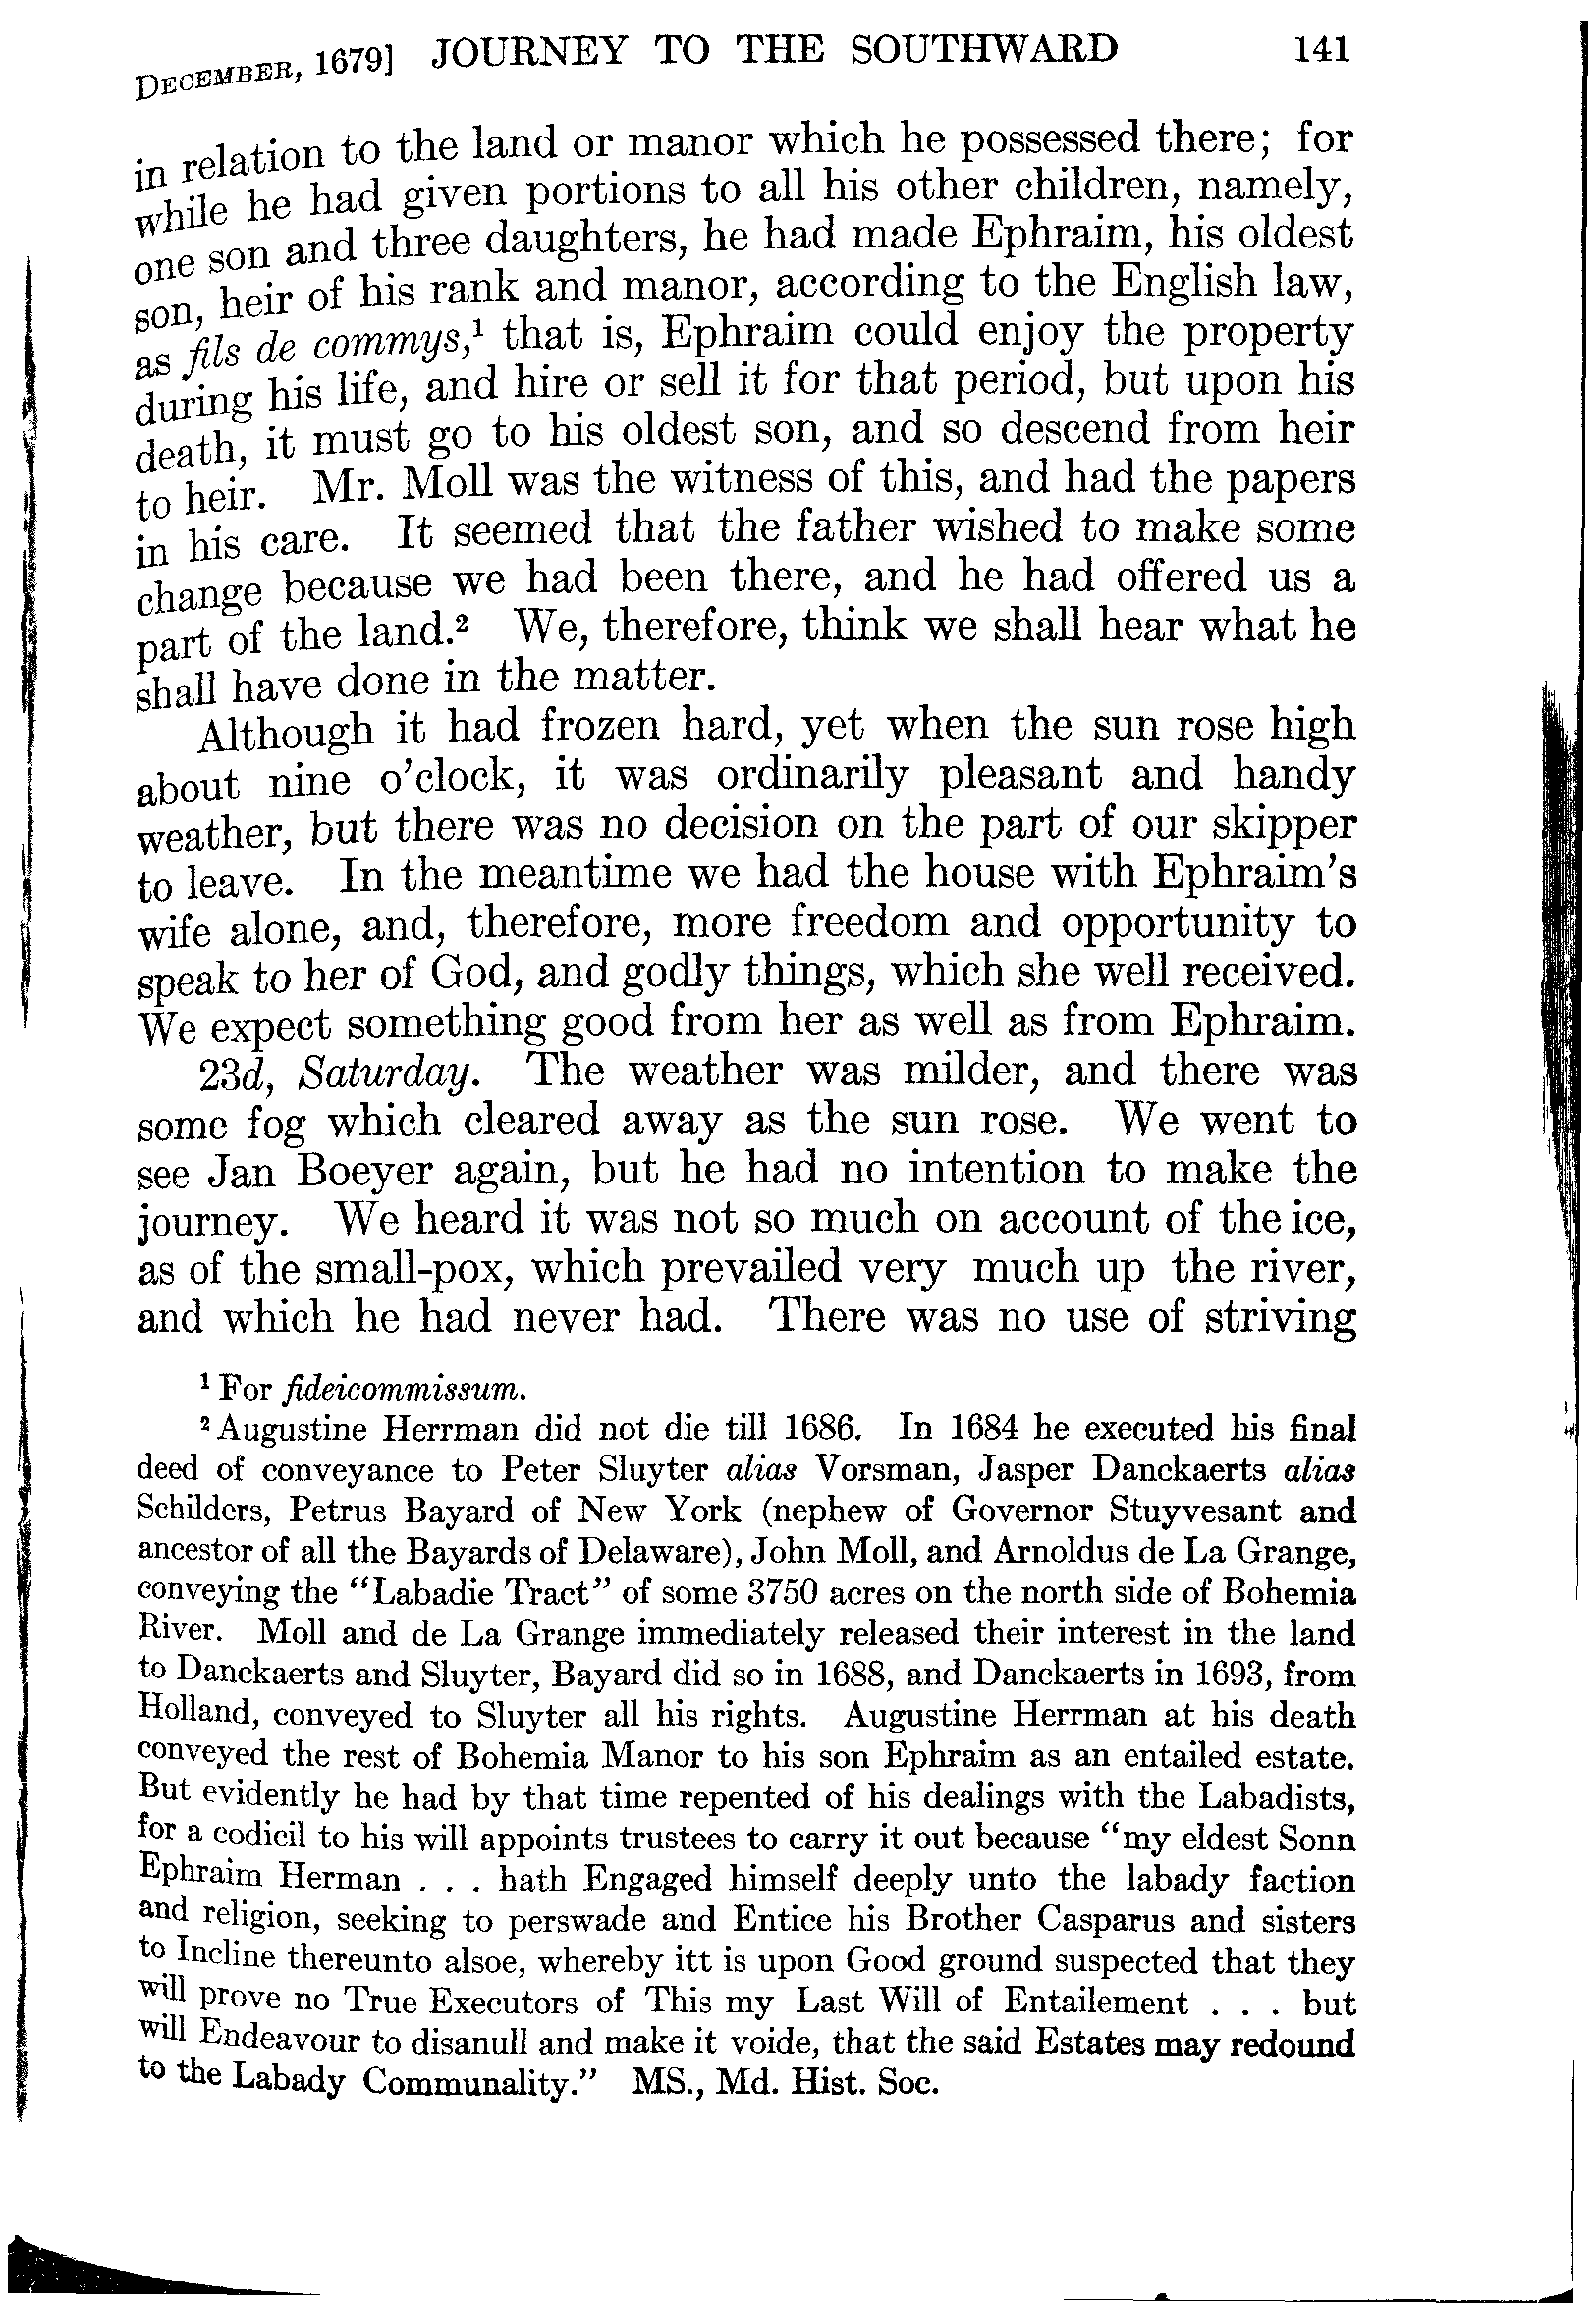 DECEMBER, 1679] JOURNEY TO THE SOUTHWARD 141
in relation to the land or manor which he possessed there; for
while he had given portions to all his other children, namely,
one son and three daughters, he had made Ephraim, his oldest
son, heir of his rank and manor, according to the English law,
as fils de commys,¹ that is, Ephraim could enjoy the property
during his life, and hire or sell it for that period, but upon his
death, it must go to his oldest son, and so descend from heir
to heir. Mr. Moll was the witness of this, and had the papers
in his care. It seemed that the father wished to make some
change because we had been there, and he had offered us a
part of the land.² We, therefore, think we shall hear what he
shall have done in the matter.
Although it had frozen hard, yet when the sun rose high
about nine o'clock, it was ordinarily pleasant and handy
weather, but there was no decision on the part of our skipper
to leave. In the meantime we had the house with Ephraim's
wife alone, and, therefore, more freedom and opportunity to
speak to her of God, and godly things, which she well received.
We expect something good from her as well as from Ephraim.
23d, Saturday. The weather was milder, and there was
some fog which cleared away as the sun rose. We went to
see Jan Boeyer again, but he had no intention to make the
journey. We heard it was not so much on account of the ice,
as of the small-pox, which prevailed very much up the river,
and which he had never had. There was no use of striving
¹ For fideicommissum.
² Augustine Herrman did not die till 1686. In 1684 he executed his final
deed of conveyance to Peter Sluyter alias Vorsman, Jasper Danckaerts alias
Schilders, Petrus Bayard of New York (nephew of Governor Stuyvesant and
ancestor of all the Bayards of Delaware), John Moll, and Arnoldus de La Grange,
conveying the "Labadie Tract" of some 3750 acres on the north side of Bohemia
River. Moll and de La Grange immediately released their interest in the land
to Danckaerts and Sluyter, Bayard did so in 1688, and Danckaerts in 1693, from
Holland, conveyed to Sluyter all his rights. Augustine Herrman at his death
conveyed the rest of Bohemia Manor to his son Ephraim as an entailed estate.
But evidently he had by that time repented of his dealings with the Labadists,
for a codicil to his will appoints trustees to carry it out because "my eldest Sonn
Ephraim Herman . . . hath Engaged himself deeply unto the labady faction
and religion, seeking to perswade and Entice his Brother Casparus and sisters
to Incline thereunto alsoe, whereby itt is upon Good ground suspected that they
will prove no True Executors of This my Last Will of Entailement . . . but
will Endeavour to disanull and make it voide, that the said Estates may redound
to the Labady Communality." MS., Md. Hist. Soc.